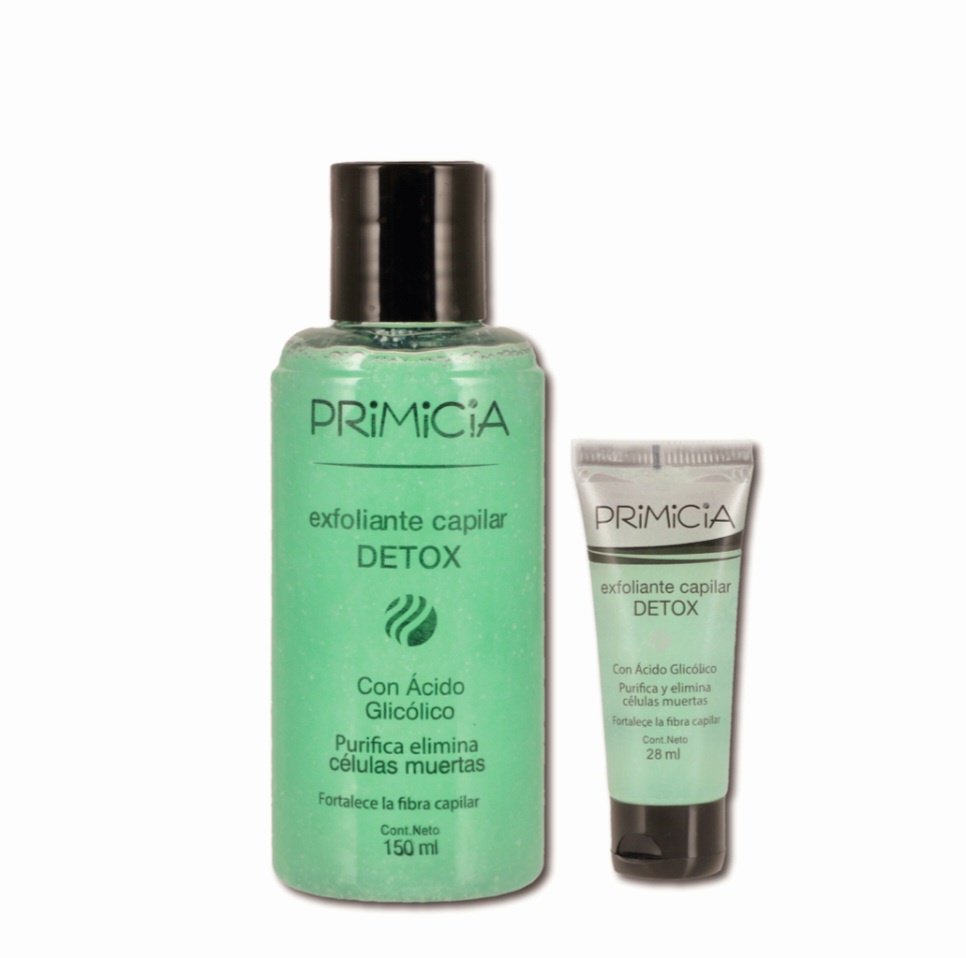 PRiMiCiA
exfoliante capilar
DETOX
Con Ácido
Glicólico
Purifica elimina
células muertas
Fortalece la fibra capilar
Cont.Neto
150 ml
PRiMiCiA
exfoliante capilar
DETOX
Con Ácido Glicólico
Purifica y elimina
células muertas
Fortalece la fibra capilar
Cont.Neto
28 ml